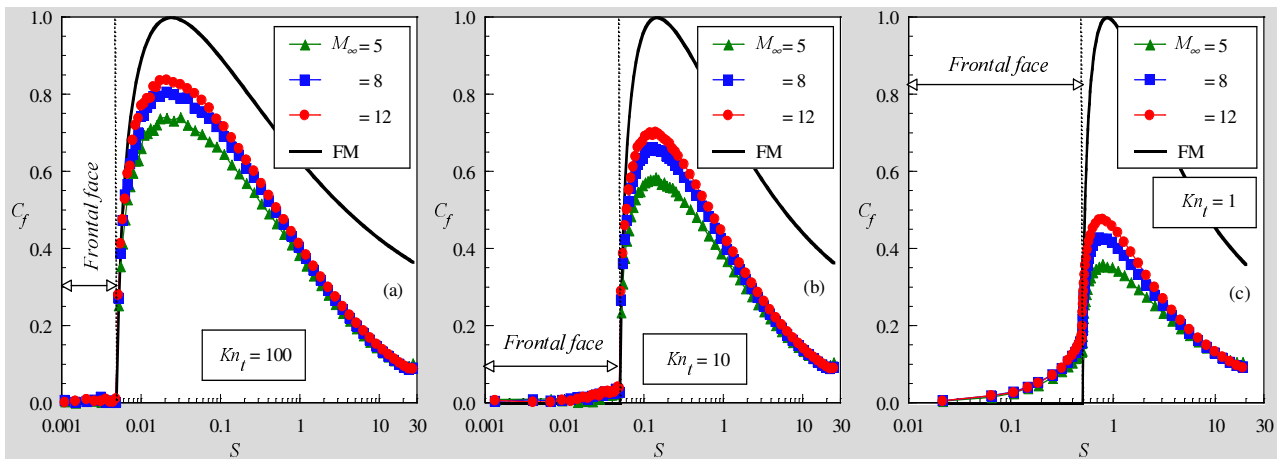 1.0
0.8
0.6
0.4
0.2
0.0
C_f
0.001
0.01
0.1
1
10
30
S
Frontal face
M∞ = 5
= 8
= 12
FM
(a)
Kn_t = 100
1.0
0.8
0.6
0.4
0.2
0.0
C_f
0.001
0.01
0.1
1
10
30
S
Frontal face
M∞ = 5
= 8
= 12
FM
(b)
Kn_t = 10
1.0
0.8
0.6
0.4
0.2
0.0
C_f
0.01
0.1
1
10
30
S
Frontal face
M∞ = 5
= 8
= 12
FM
Kn_t = 1
(c)